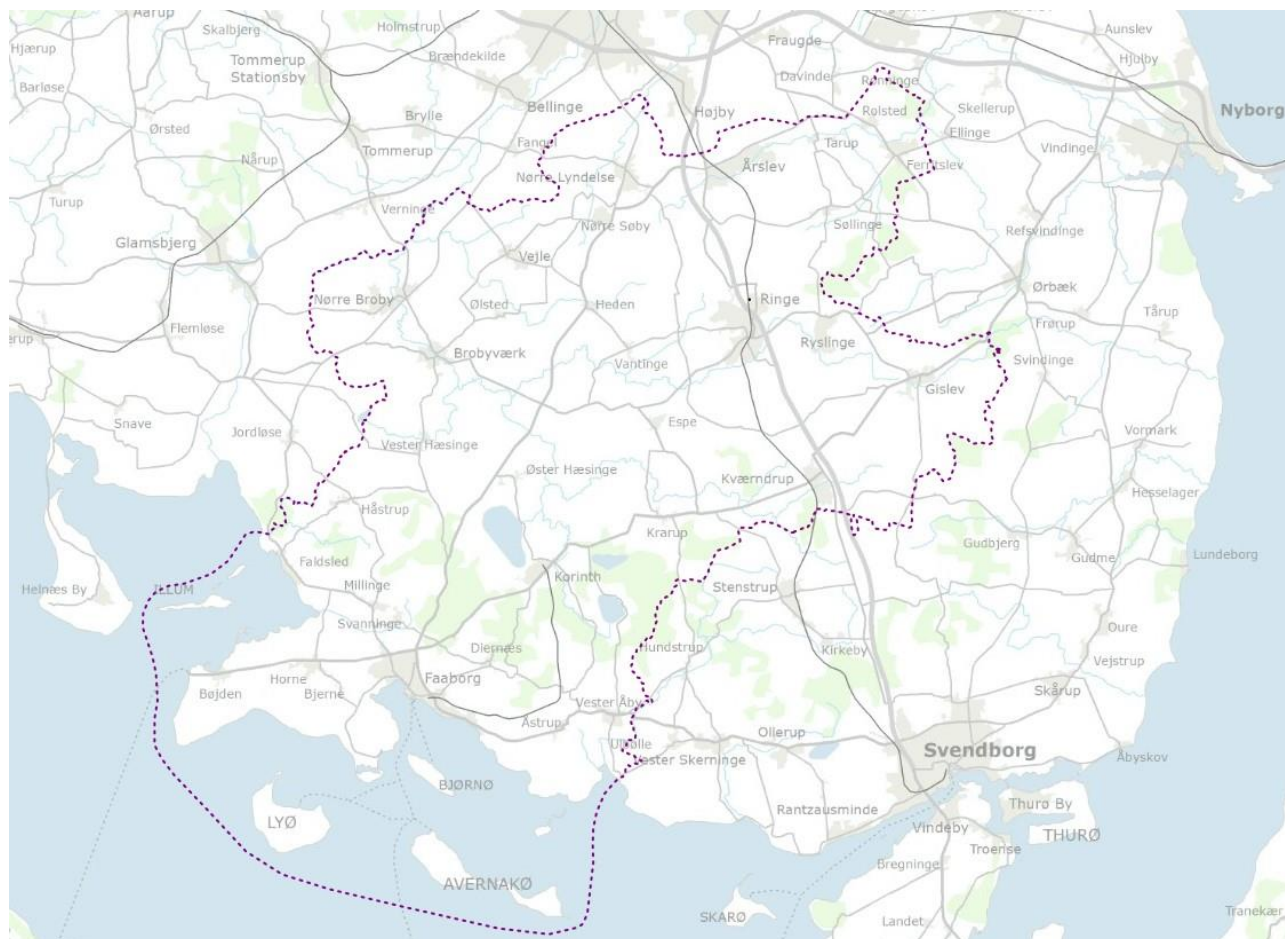 Aarup
Skalbjerg
Holmstrup
Hjærup
Tommerup
Stationsby
Brændekilde
Fraugde
Aunslev
Hjulby
Barløse
Davinde
Rønninge
Bellinge
Brylle
Højby
Rolsted
Skellerup
Nyborg
Ørsted
Fangel
Ellinge
Tommerup
Tarup
Vindinge
Nårup
Årslev
Ferritslev
Nørre Lyndelse
Turup
Verninge
Nørre Søby
Søllinge
Refsvindinge
Glamsbjerg
Vejle
Nørre Broby
Ølsted
Heden
Ringe
Ørbæk
Tårup
Flemløse
Frørup
Ryslinge
Brobyværk
Vantinge
Svindinge
Gislev
Snave
Espe
Jordløse
Vester Hæsinge
Vormark
Øster Hæsinge
Kværndrup
Hesselager
Håstrup
Krarup
Gudbjerg
Gudme
Lundeborg
Faldsled
Korinth
Helnæs By
ILLUM
Millinge
Stenstrup
Svanninge
Oure
Diernæs
Hundstrup
Kirkeby
Vejstrup
Horne
Faaborg
Bøjden
Bjerne
Vester Åby
Skårup
Åstrup
Ollerup
Ulbølle
Svendborg
Vester Skerninge
Åbyskov
BJØRNØ
Rantzausminde
Thurø By
LYØ
Vindeby
THURØ
Troense
Bregninge
AVERNAKØ
SKARØ
Landet
Tranekær